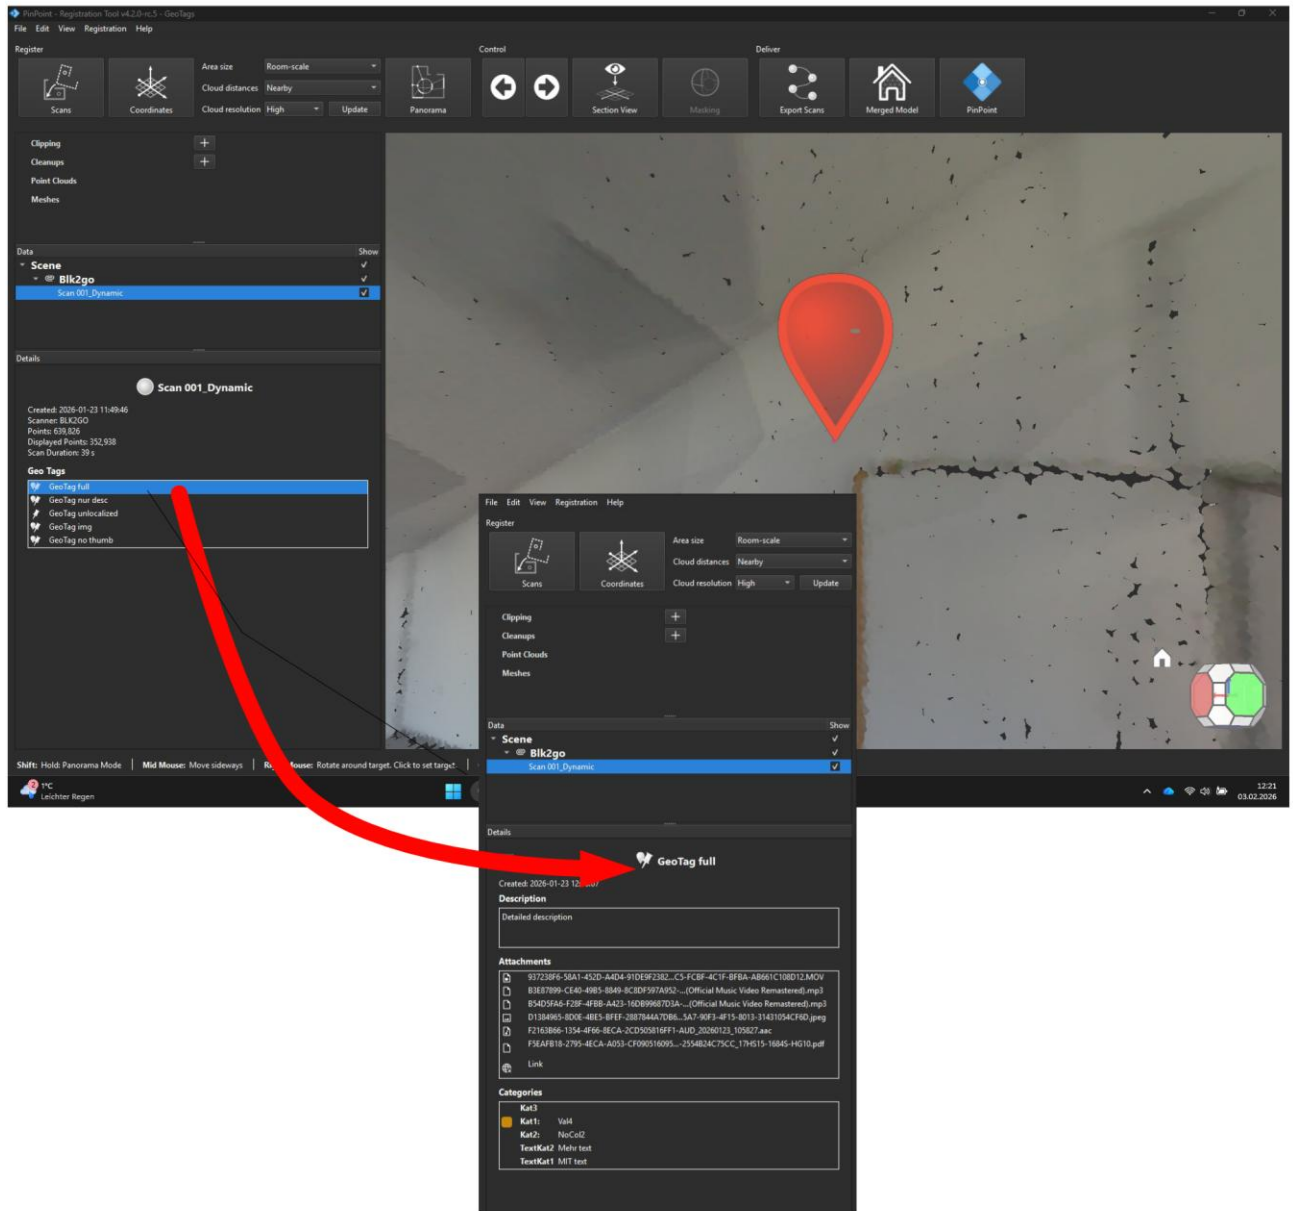 PinPoint - Registration Tool v4.2.0-rc.5 - GeoTags
File Edit View Registration Help
Register
Control
Deliver
Area size Room-scale
Cloud distances Nearby
Cloud resolution High Update
Scans
Coordinates
Panorama
Section View
Masking
Export Scans
Merged Model
PinPoint
Clipping
Cleanups
Point Clouds
Meshes
Data Show
Scene
Blk2go
Scan 001_Dynamic
Details
Scan 001_Dynamic
Created: 2026-01-23 11:49:46
Scanner: BLK2GO
Points: 639,826
Displayed Points: 352,938
Scan Duration: 39 s
Geo Tags
GeoTag full
GeoTag nur desc
GeoTag unlocalized
GeoTag img
GeoTag no thumb
Shift: Hold: Panorama Mode | Mid Mouse: Move sideways | Mouse: Rotate around target. Click to set target. |
2
1°C
Leichter Regen
12:21
03.02.2026
File Edit View Registration Help
Register
Area size Room-scale
Cloud distances Nearby
Cloud resolution High Update
Scans
Coordinates
Clipping
Cleanups
Point Clouds
Meshes
Data Show
Scene
Blk2go
Scan 001_Dynamic
Details
GeoTag full
Created: 2026-01-23
Description
Detailed description
Attachments
937238F6-58A1-452D-A4D4-91DE9F2382...C5-FCBF-4C1F-BFBA-AB661C108D12.MOV
B3E87899-CE40-49B5-8849-8C8DF597A952-...(Official Music Video Remastered).mp3
B54D5FA6-F28F-4FBB-A423-16DB99687D3A-...(Official Music Video Remastered).mp3
D1384965-8D0E-4BE5-BFEF-2887844A7DB6...5A7-90F3-4F15-8013-31431054CF6D.jpeg
F2163B66-1354-4F66-8ECA-2CD505816FF1-AUD_20260123_105827.aac
F5EAFB18-2795-4ECA-A053-CF090516095...-2554B24C75CC_17HS15-1684S-HG10.pdf
Link
Categories
Kat3
Kat1: Val4
Kat2: NoCol2
TextKat2 Mehr text
TextKat1 MIT text